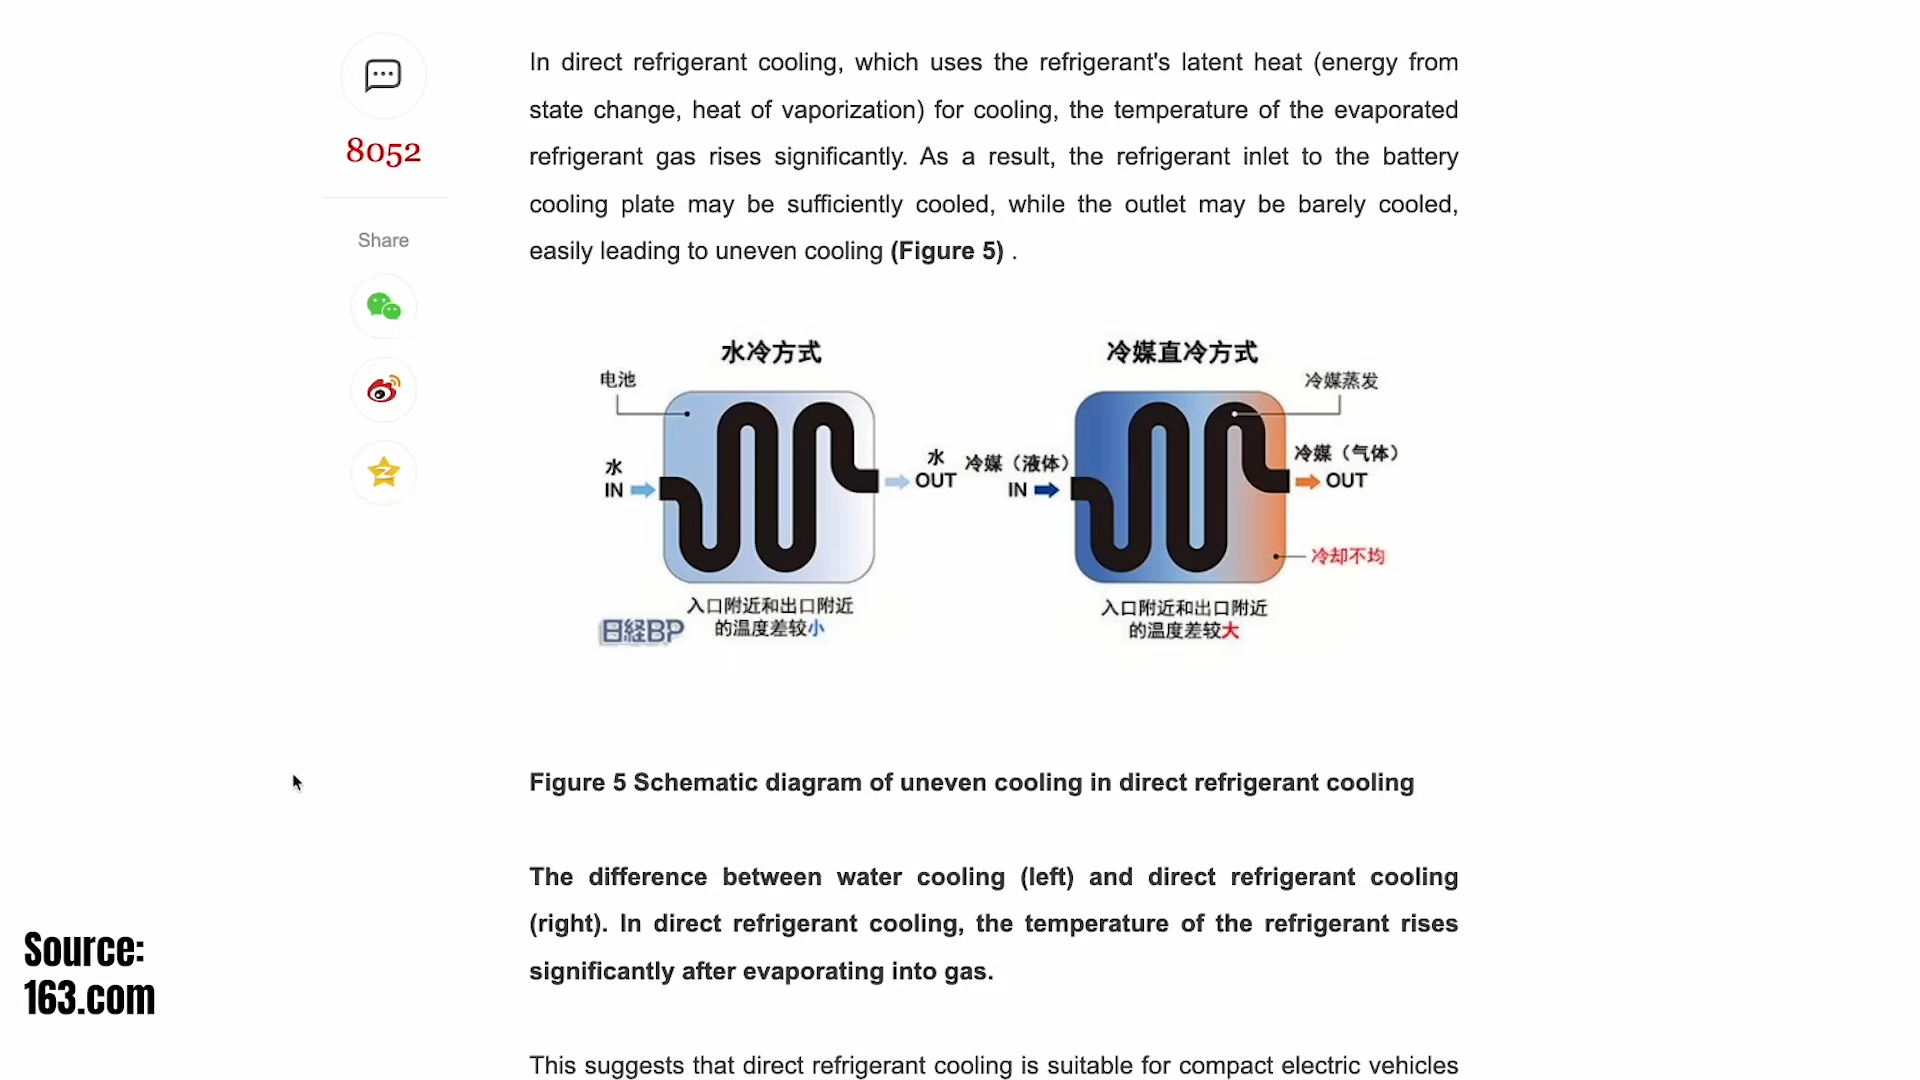 8052
Share
In direct refrigerant cooling, which uses the refrigerant's latent heat (energy from
state change, heat of vaporization) for cooling, the temperature of the evaporated
refrigerant gas rises significantly. As a result, the refrigerant inlet to the battery
cooling plate may be sufficiently cooled, while the outlet may be barely cooled,
easily leading to uneven cooling (Figure 5) .
水冷方式
电池
水
IN
水
OUT
入口附近和出口附近
的温度差较小
日経BP
冷媒直冷方式
冷媒蒸发
冷媒（液体）
IN
冷媒（气体）
OUT
冷却不均
入口附近和出口附近
的温度差较大
Figure 5 Schematic diagram of uneven cooling in direct refrigerant cooling
The difference between water cooling (left) and direct refrigerant cooling
(right). In direct refrigerant cooling, the temperature of the refrigerant rises
significantly after evaporating into gas.
This suggests that direct refrigerant cooling is suitable for compact electric vehicles
Source:
163.com